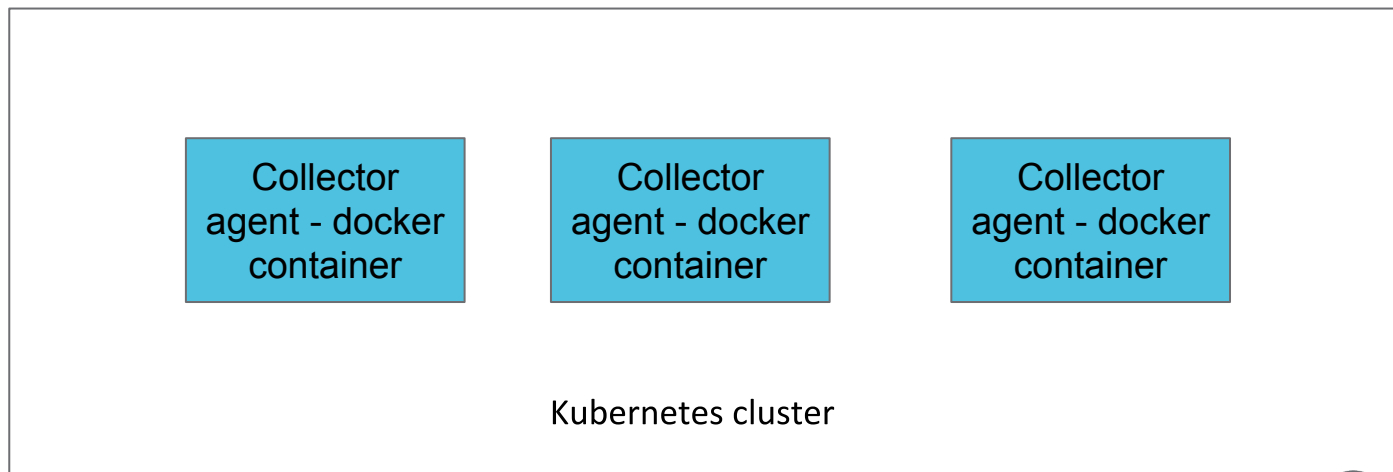 Collector
agent - docker
container
Collector
agent - docker
container
Collector
agent - docker
container
Kubernetes cluster